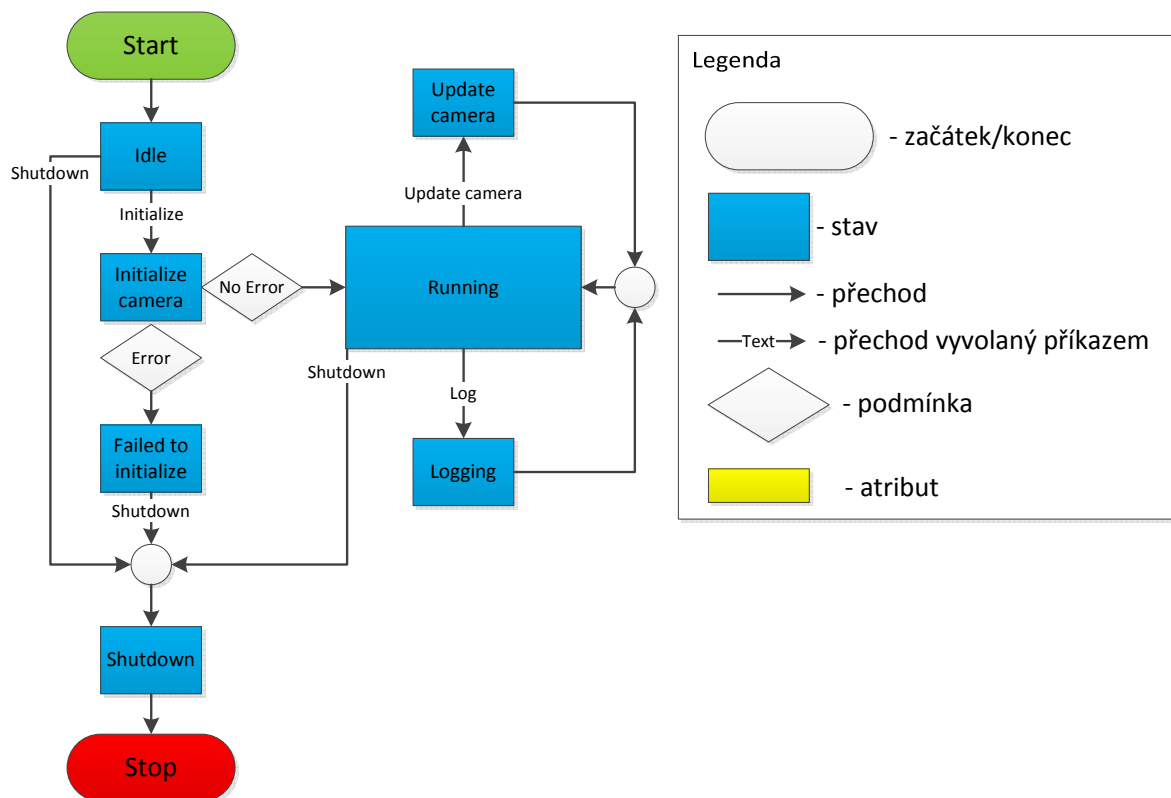 Start
Idle
Shutdown
Initialize
Initialize
camera
No Error
Error
Failed to
initialize
Shutdown
Shutdown
Stop
Update
camera
Update camera
Running
Shutdown
Log
Logging
Legenda
- začátek/konec
- stav
- přechod
Text
- přechod vyvolaný příkazem
- podmínka
- atribut